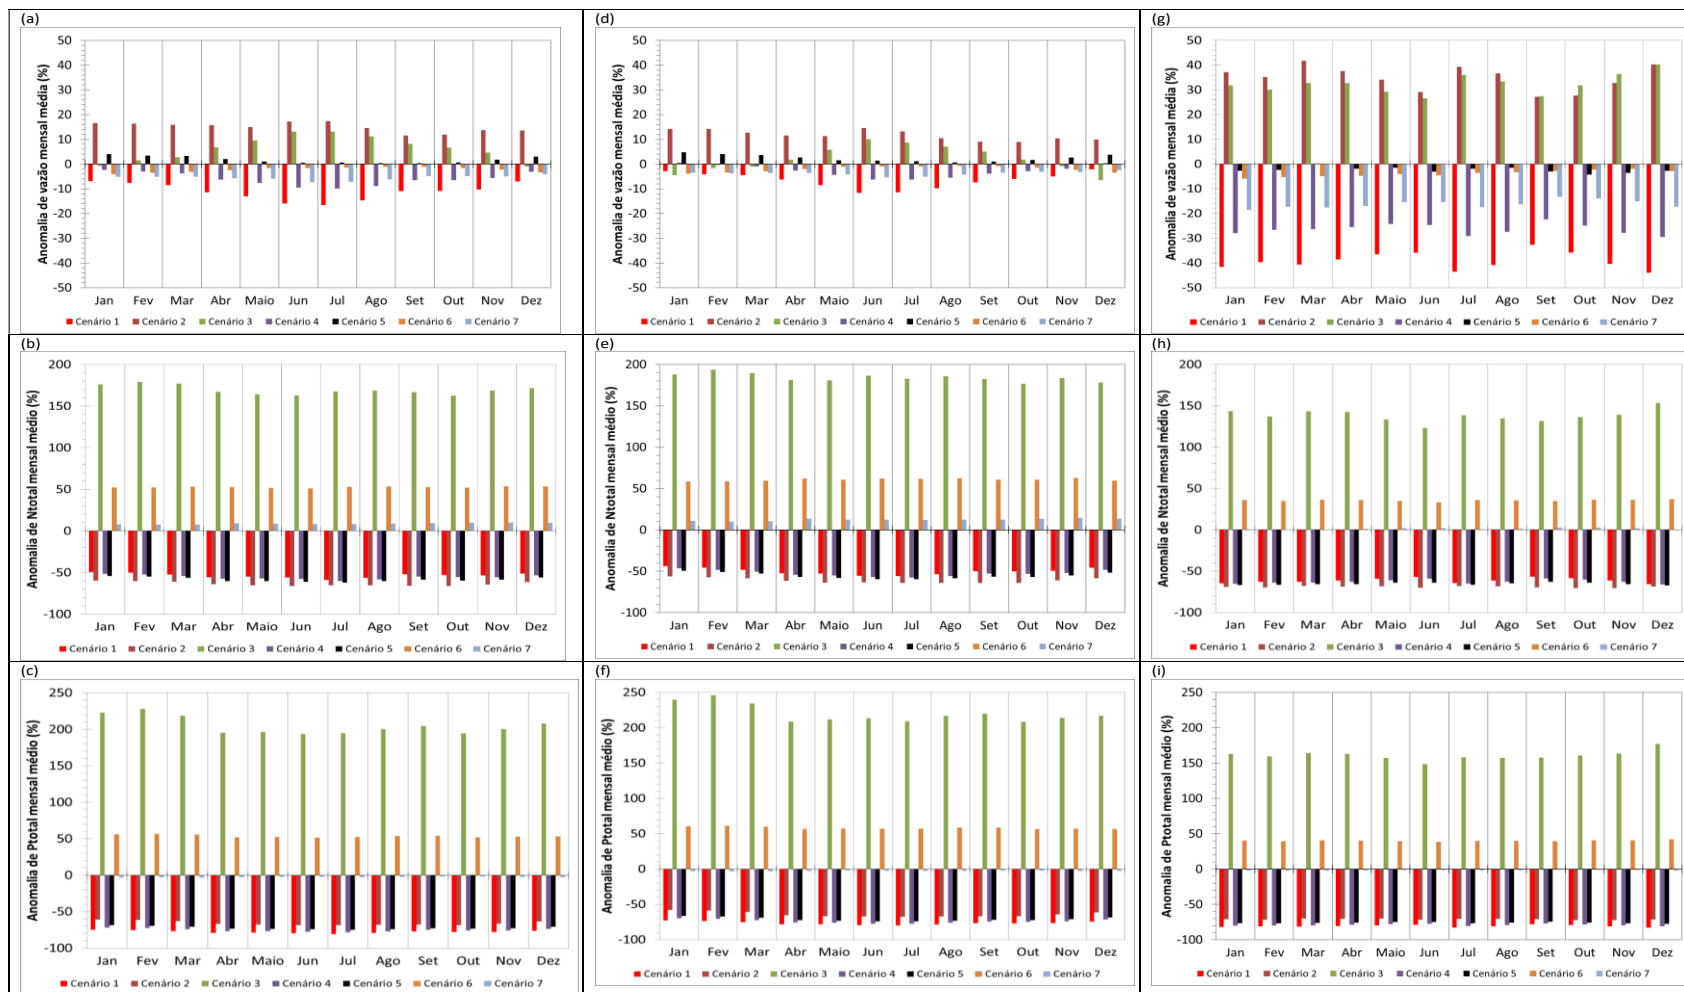 (a)
Anomalia de vazão mensal média (%)
50
40
30
20
10
0
-10
-20
-30
-40
-50
Jan Fev Mar Abr Maio Jun Jul Ago Set Out Nov Dez
Cenário 1 Cenário 2 Cenário 3 Cenário 4 Cenário 5 Cenário 6 Cenário 7
(d)
Anomalia de vazão mensal média (%)
50
40
30
20
10
0
-10
-20
-30
-40
-50
Jan Fev Mar Abr Maio Jun Jul Ago Set Out Nov Dez
Cenário 1 Cenário 2 Cenário 3 Cenário 4 Cenário 5 Cenário 6 Cenário 7
(g)
Anomalia de vazão mensal média (%)
50
40
30
20
10
0
-10
-20
-30
-40
-50
Jan Fev Mar Abr Maio Jun Jul Ago Set Out Nov Dez
Cenário 1 Cenário 2 Cenário 3 Cenário 4 Cenário 5 Cenário 6 Cenário 7
(b)
Anomalia de Ntotal mensal médio (%)
200
150
100
50
0
-50
-100
Jan Fev Mar Abr Maio Jun Jul Ago Set Out Nov Dez
Cenário 1 Cenário 2 Cenário 3 Cenário 4 Cenário 5 Cenário 6 Cenário 7
(e)
Anomalia de Ntotal mensal médio (%)
200
150
100
50
0
-50
-100
Jan Fev Mar Abr Maio Jun Jul Ago Set Out Nov Dez
Cenário 1 Cenário 2 Cenário 3 Cenário 4 Cenário 5 Cenário 6 Cenário 7
(h)
Anomalia de Ntotal mensal médio (%)
200
150
100
50
0
-50
-100
Jan Fev Mar Abr Maio Jun Jul Ago Set Out Nov Dez
Cenário 1 Cenário 2 Cenário 3 Cenário 4 Cenário 5 Cenário 6 Cenário 7
(c)
Anomalia de Ptotal mensal médio (%)
250
200
150
100
50
0
-50
-100
Jan Fev Mar Abr Maio Jun Jul Ago Set Out Nov Dez
Cenário 1 Cenário 2 Cenário 3 Cenário 4 Cenário 5 Cenário 6 Cenário 7
(f)
Anomalia de Ptotal mensal médio (%)
250
200
150
100
50
0
-50
-100
Jan Fev Mar Abr Maio Jun Jul Ago Set Out Nov Dez
Cenário 1 Cenário 2 Cenário 3 Cenário 4 Cenário 5 Cenário 6 Cenário 7
(i)
Anomalia de Ptotal mensal médio (%)
250
200
150
100
50
0
-50
-100
Jan Fev Mar Abr Maio Jun Jul Ago Set Out Nov Dez
Cenário 1 Cenário 2 Cenário 3 Cenário 4 Cenário 5 Cenário 6 Cenário 7